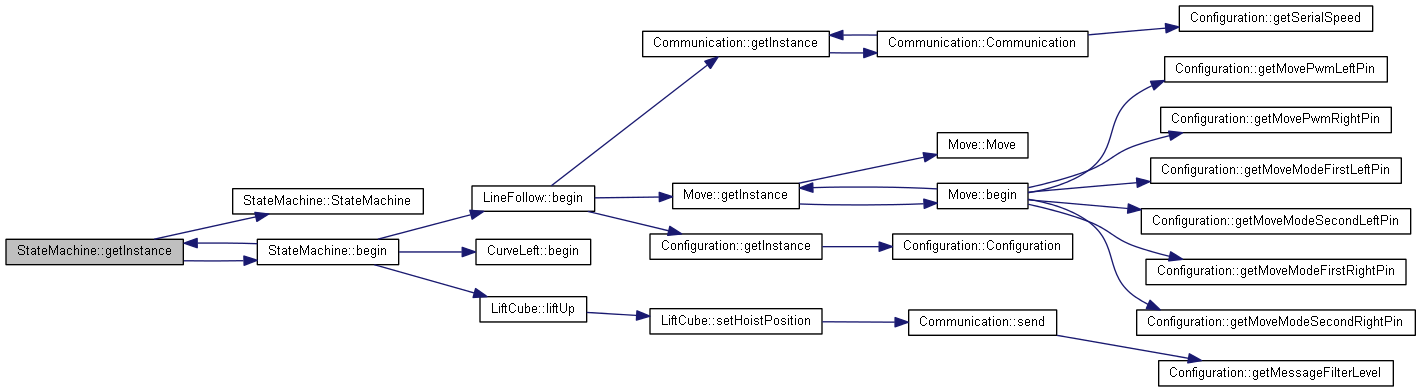 Configuration::getSerialSpeed
Communication::getInstance
Communication::Communication
Configuration::getMovePwmLeftPin
Configuration::getMovePwmRightPin
Move::Move
Configuration::getMoveModeFirstLeftPin
StateMachine::StateMachine
LineFollow::begin
Move::getInstance
Move::begin
Configuration::getMoveModeSecondLeftPin
StateMachine::getInstance
StateMachine::begin
CurveLeft::begin
Configuration::getInstance
Configuration::Configuration
Configuration::getMoveModeFirstRightPin
LiftCube::liftUp
LiftCube::setHoistPosition
Communication::send
Configuration::getMoveModeSecondRightPin
Configuration::getMessageFilterLevel